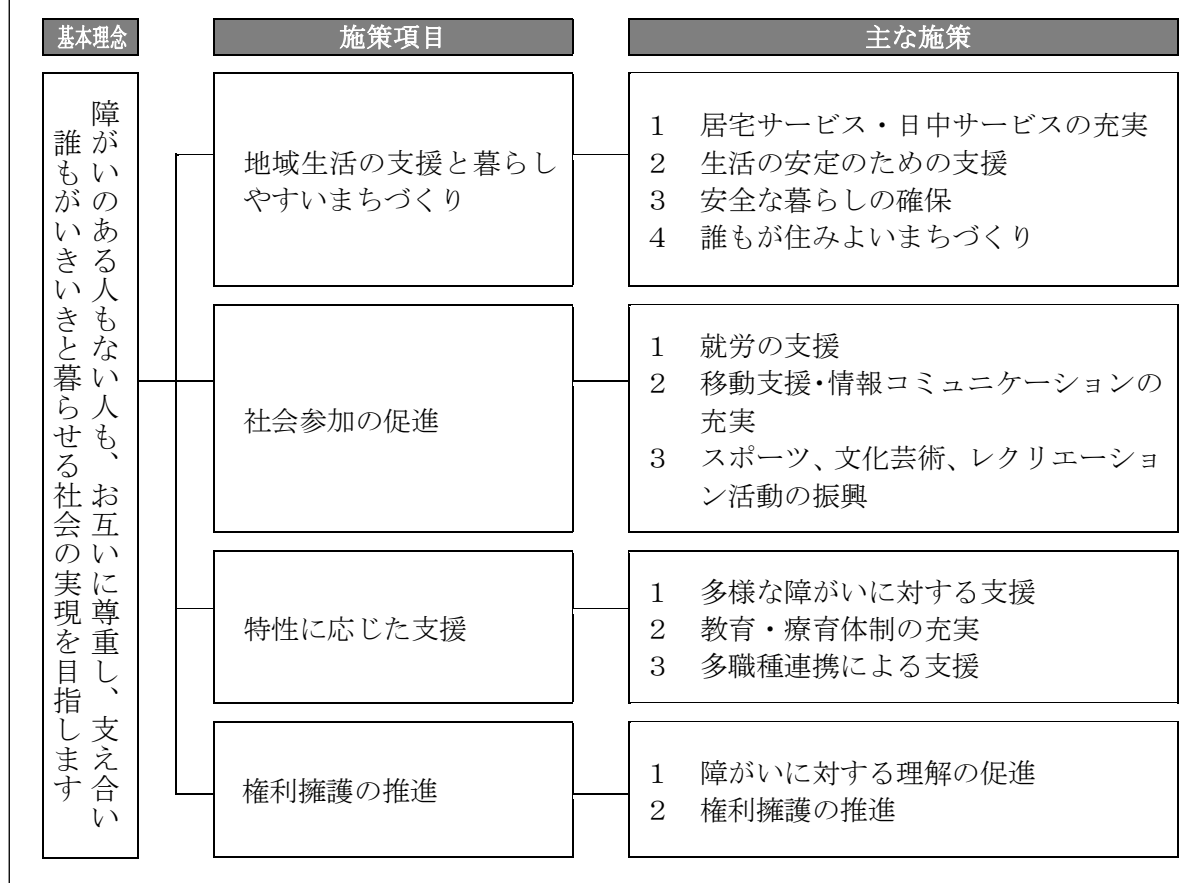 基本理念
施策項目
主な施策
障がいのある人もない人も、お互いに尊重し、支え合い
誰もがいきいきと暮らせる社会の実現を目指します
地域生活の支援と暮らし
やすいまちづくり
1 居宅サービス・日中サービスの充実
2 生活の安定のための支援
3 安全な暮らしの確保
4 誰もが住みよいまちづくり
社会参加の促進
1 就労の支援
2 移動支援・情報コミュニケーションの
充実
3 スポーツ、文化芸術、レクリエーショ
ン活動の振興
特性に応じた支援
1 多様な障がいに対する支援
2 教育・療育体制の充実
3 多職種連携による支援
権利擁護の推進
1 障がいに対する理解の促進
2 権利擁護の推進